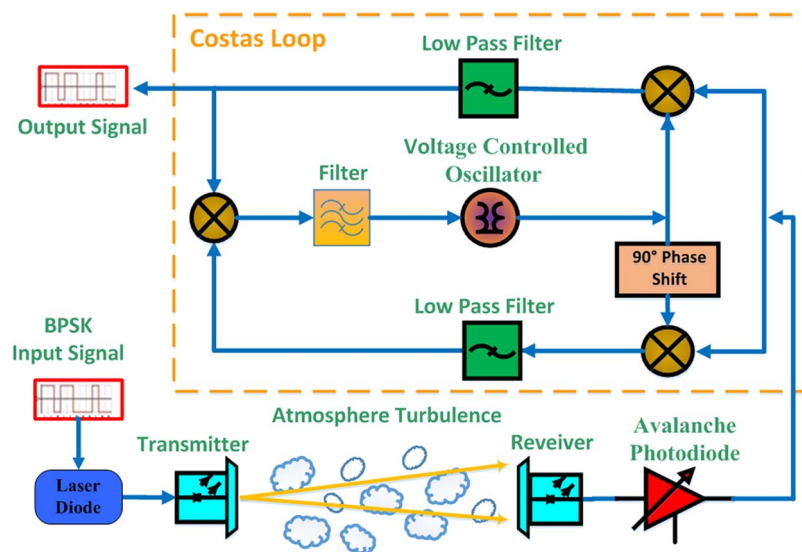 Costas Loop
Low Pass Filter
Output Signal
Voltage Controlled
Oscillator
Filter
90° Phase
Shift
Low Pass Filter
BPSK
Input Signal
Atmosphere Turbulence
Transmitter
Reveiver
Avalanche
Photodiode
Laser
Diode